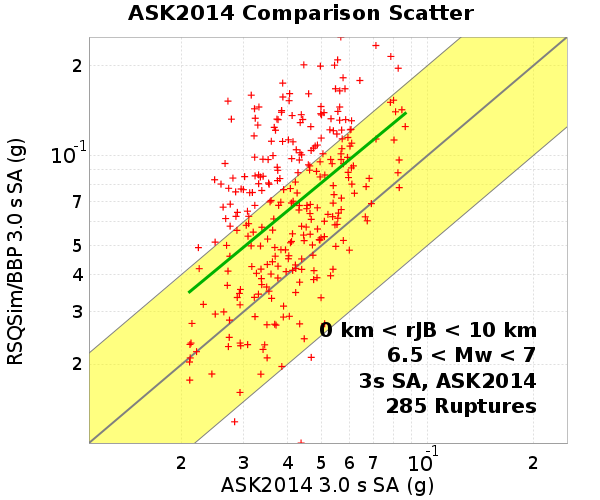 ASK2014 Comparison Scatter
RSQSim/BBP 3.0 s SA (g)
2
10-1
7
5
4
3
2
0 km < rJB < 10 km
6.5 < Mw < 7
3s SA, ASK2014
285 Ruptures
2 3 4 5 6 7 10-1 2
ASK2014 3.0 s SA (g)